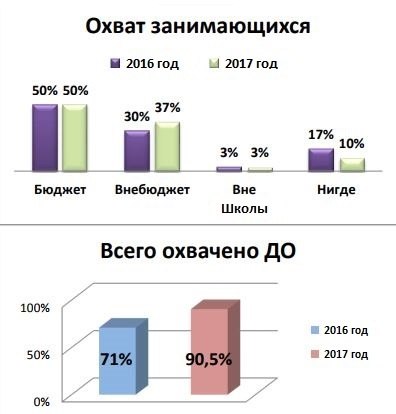 Охват занимающихся
2016 год 2017 год
50% 50% 30% 37% 3% 3% 17% 10%
Бюджет Внебюджет Вне Школы Нигде
Всего охвачено ДО
100%
50%
0%
71% 90,5%
2016 год
2017 год